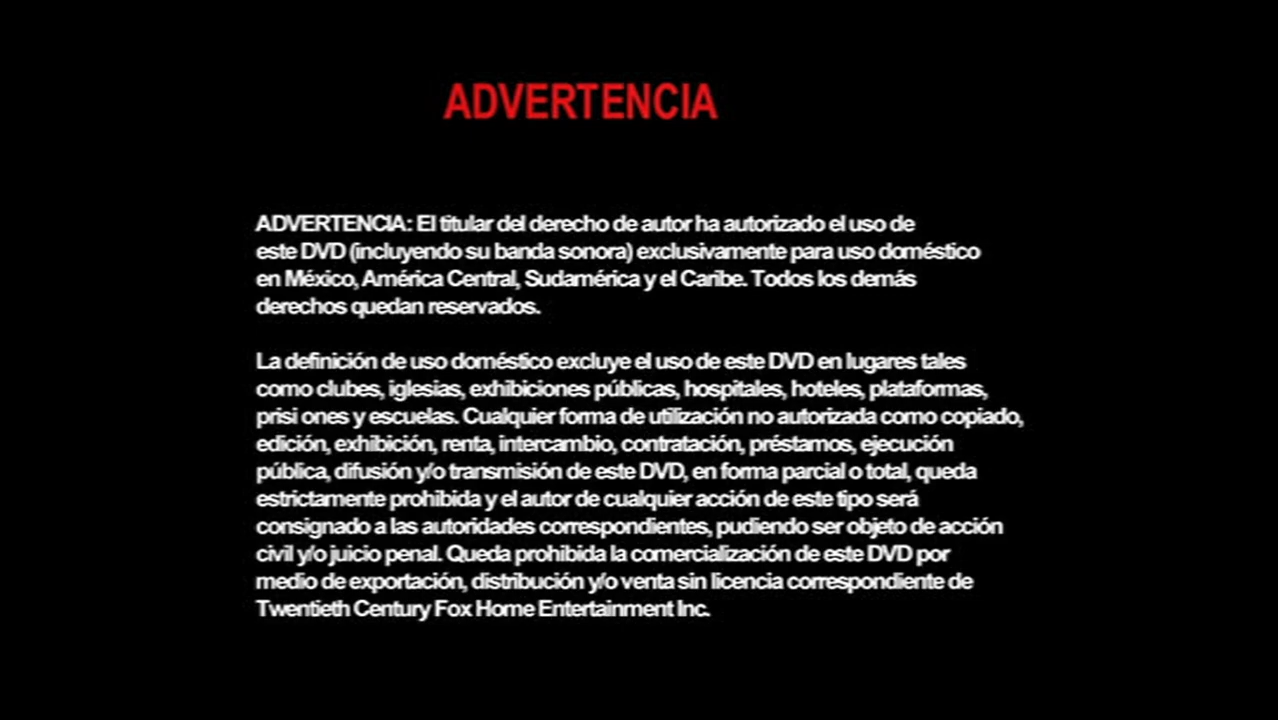 ADVERTENCIA
ADVERTENCIA: El titular del derecho de autor ha autorizado el uso de
este DVD (incluyendo su banda sonora) exclusivamente para uso doméstico
en México, América Central, Sudamérica y el Caribe. Todos los demás
derechos quedan reservados.
La definición de uso doméstico excluye el uso de este DVD en lugares tales
como clubes, iglesias, exhibiciones públicas, hospitales, hoteles, plataformas,
prisi ones y escuelas. Cualquier forma de utilización no autorizada como copiado,
edición, exhibición, renta, intercambio, contratación, préstamos, ejecución
pública, difusión y/o transmisión de este DVD, en forma parcial o total, queda
estrictamente prohibida y el autor de cualquier acción de este tipo será
consignado a las autoridades correspondientes, pudiendo ser objeto de acción
civil y/o juicio penal. Queda prohibida la comercialización de este DVD por
medio de exportación, distribución y/o venta sin licencia correspondiente de
Twentieth Century Fox Home Entertainment Inc.